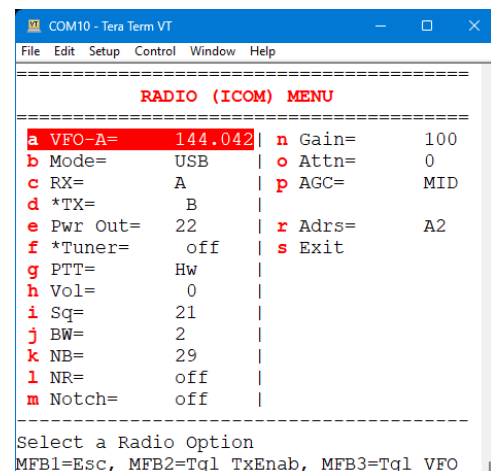 COM10 - Tera Term VT
File Edit Setup Control Window Help
==========================================
RADIO (ICOM) MENU
==========================================
a VFO-A= 144.042| n Gain= 100
b Mode= USB | o Attn= 0
c RX= A | p AGC= MID
d *TX= B |
e Pwr Out= 22 | r Adrs= A2
f *Tuner= off | s Exit
g PTT= Hw |
h Vol= 0 |
i Sq= 21 |
j BW= 2 |
k NB= 29 |
l NR= off |
m Notch= off |
------------------------------------------
Select a Radio Option
MFB1=Esc, MFB2=Tgl TxEnab, MFB3=Tgl VFO